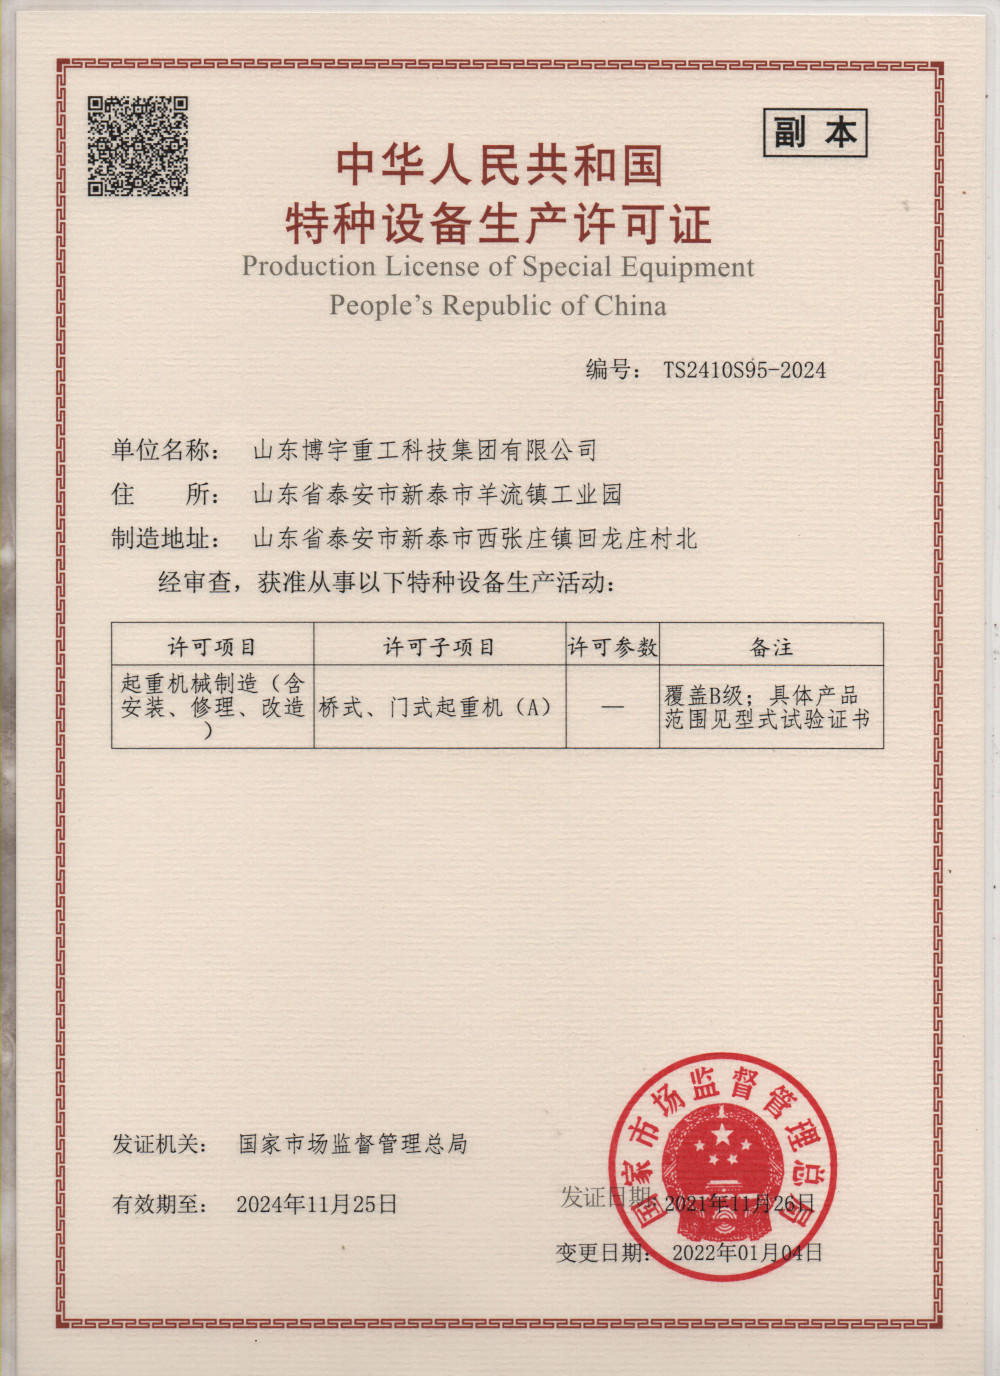 副 本
中华人民共和国
特种设备生产许可证
Production License of Special Equipment
People's Republic of China
编号： TS2410S95-2024
单位名称： 山东博宇重工科技集团有限公司
住 所： 山东省泰安市新泰市羊流镇工业园
制造地址： 山东省泰安市新泰市西张庄镇回龙庄村北
经审查，获准从事以下特种设备生产活动：
许可项目 许可子项目 许可参数 备注
起重机械制造（含
安装、修理、改造
）
桥式、门式起重机（A）
—
覆盖B级；具体产品
范围见型式试验证书
国家市场监督管理总局
发证机关： 国家市场监督管理总局
发证日期： 2021年11月26日
有效期至： 2024年11月25日
变更日期： 2022年01月04日